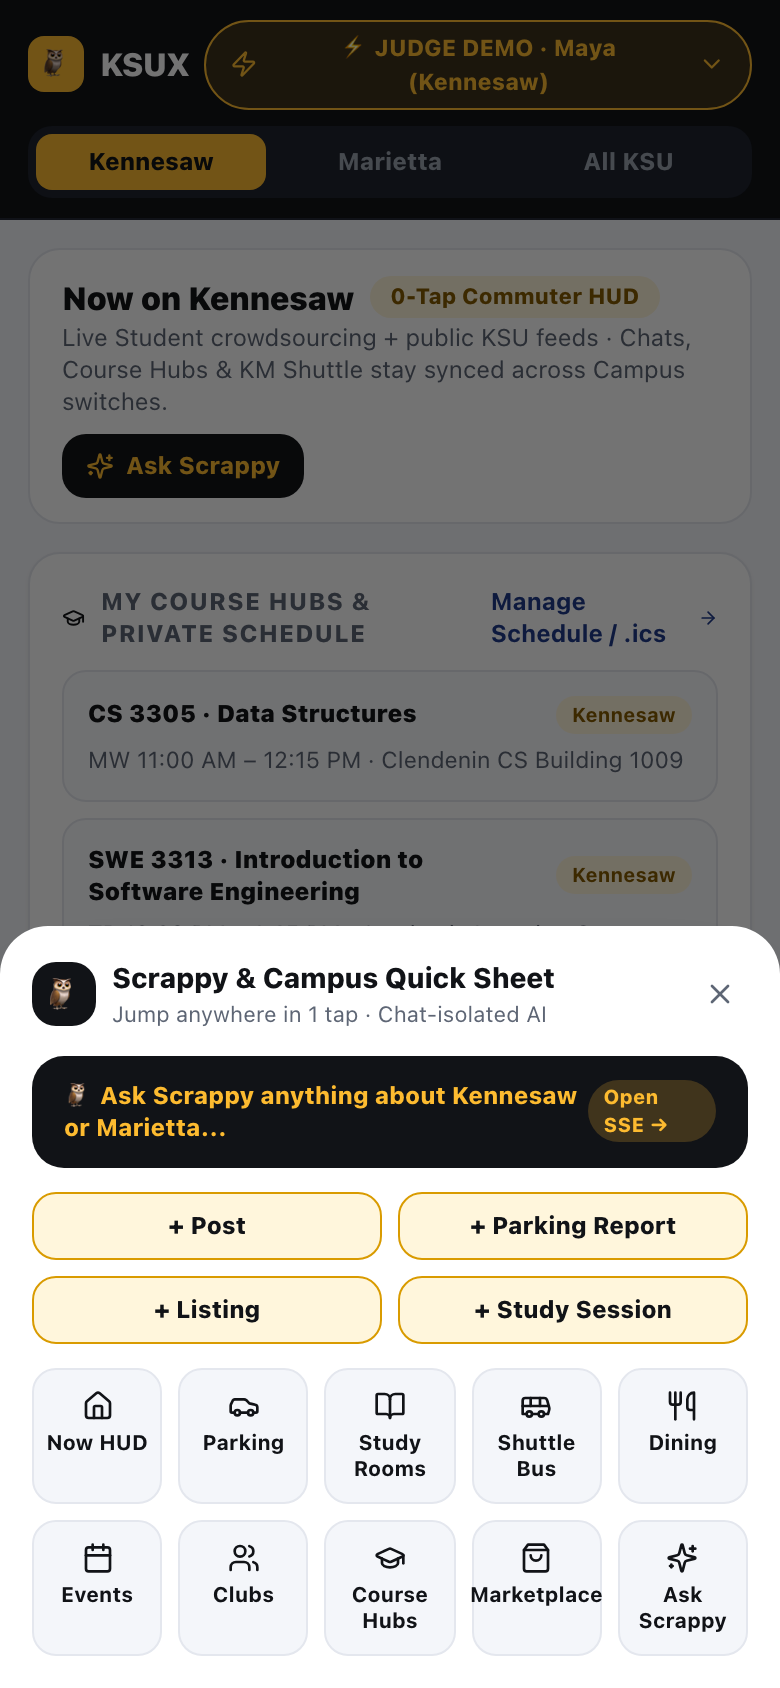 KSUX
⚡ JUDGE DEMO · Maya
(Kennesaw)
Kennesaw
Marietta
All KSU
Now on Kennesaw
0-Tap Commuter HUD
Live Student crowdsourcing + public KSU feeds · Chats,
Course Hubs & KM Shuttle stay synced across Campus
switches.
Ask Scrappy
MY COURSE HUBS &
PRIVATE SCHEDULE
Manage
Schedule / .ics
CS 3305 · Data Structures
Kennesaw
MW 11:00 AM – 12:15 PM · Clendenin CS Building 1009
SWE 3313 · Introduction to
Software Engineering
Kennesaw
Scrappy & Campus Quick Sheet
Jump anywhere in 1 tap · Chat-isolated AI
🦉 Ask Scrappy anything about Kennesaw
or Marietta...
Open
SSE →
+ Post
+ Parking Report
+ Listing
+ Study Session
Now HUD
Parking
Study
Rooms
Shuttle
Bus
Dining
Events
Clubs
Course
Hubs
Marketplace
Ask
Scrappy